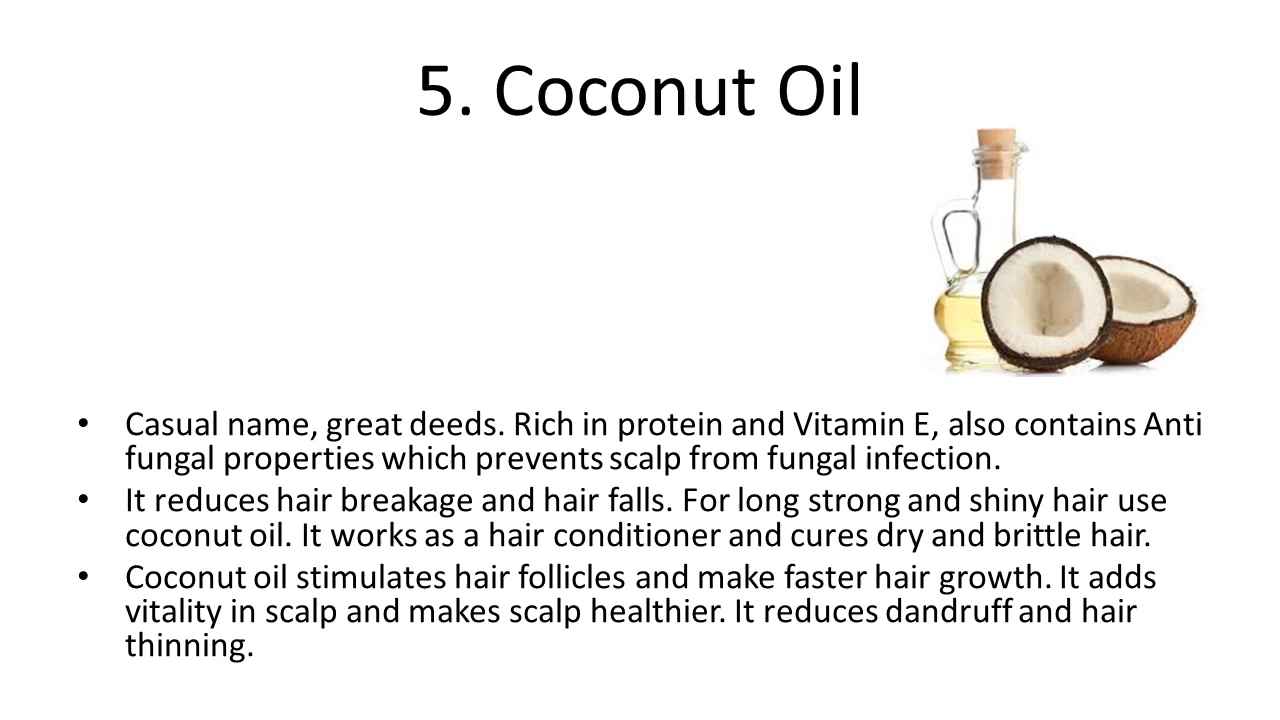 5. Coconut Oil
• Casual name, great deeds. Rich in protein and Vitamin E, also contains Anti
fungal properties which prevents scalp from fungal infection.
• It reduces hair breakage and hair falls. For long strong and shiny hair use
coconut oil. It works as a hair conditioner and cures dry and brittle hair.
• Coconut oil stimulates hair follicles and make faster hair growth. It adds
vitality in scalp and makes scalp healthier. It reduces dandruff and hair
thinning.